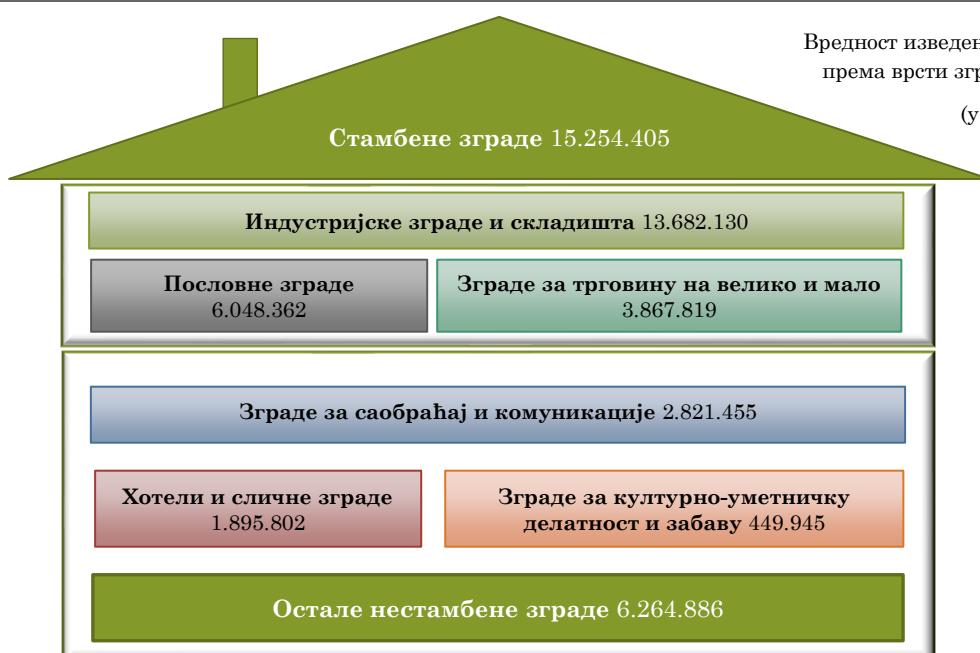 Вредност изведен
према врсти згр
(у
Стамбене зграде 15.254.405
Индустријске зграде и складишта 13.682.130
Пословне зграде
6.048.362
Зграде за трговину на велико и мало
3.867.819
Зграде за саобраћај и комуникације 2.821.455
Хотели и сличне зграде
1.895.802
Зграде за културно-уметничку
делатност и забаву 449.945
Остале нестамбене зграде 6.264.886